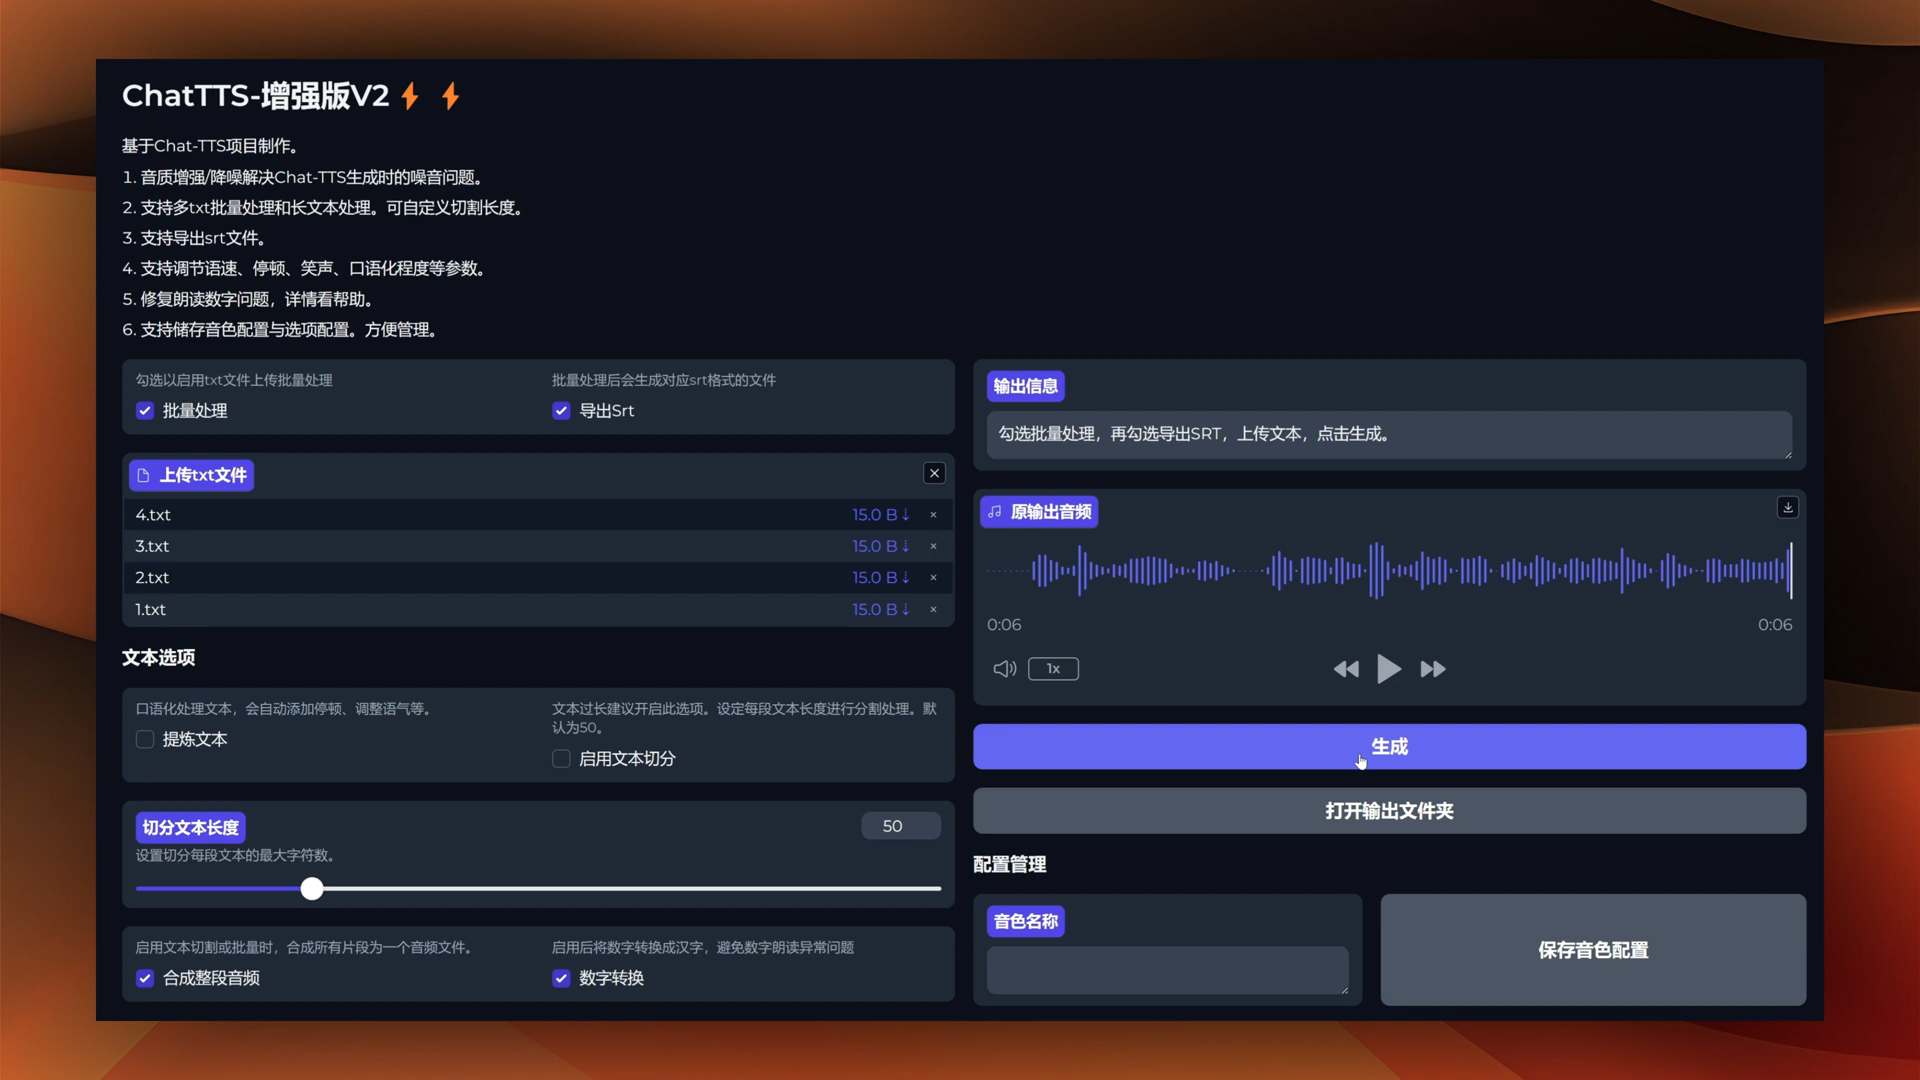 ChatTTS-增强版V2⚡ ⚡
基于Chat-TTS项目制作。
1. 音质增强/降噪解决Chat-TTS生成时的噪音问题。
2. 支持多txt批量处理和长文本处理。可自定义切割长度。
3. 支持导出srt文件。
4. 支持调节语速、停顿、笑声、口语化程度等参数。
5. 修复朗读数字问题，详情看帮助。
6. 支持储存音色配置与选项配置。方便管理。
勾选以启用txt文件上传批量处理
批量处理
批量处理后会生成对应srt格式的文件
导出Srt
上传txt文件
4.txt 15.0 B ↓ ×
3.txt 15.0 B ↓ ×
2.txt 15.0 B ↓ ×
1.txt 15.0 B ↓ ×
文本选项
口语化处理文本，会自动添加停顿、调整语气等。
提炼文本
文本过长建议开启此选项。设定每段文本长度进行分割处理。默
认为50。
启用文本切分
切分文本长度
50
设置切分每段文本的最大字符数。
启用文本切割或批量时，合成所有片段为一个音频文件。
合成整段音频
启用后将数字转换成汉字，避免数字朗读异常问题
数字转换
输出信息
勾选批量处理，再勾选导出SRT，上传文本，点击生成。
原输出音频
0:06
0:06
1x
生成
打开输出文件夹
配置管理
音色名称
保存音色配置